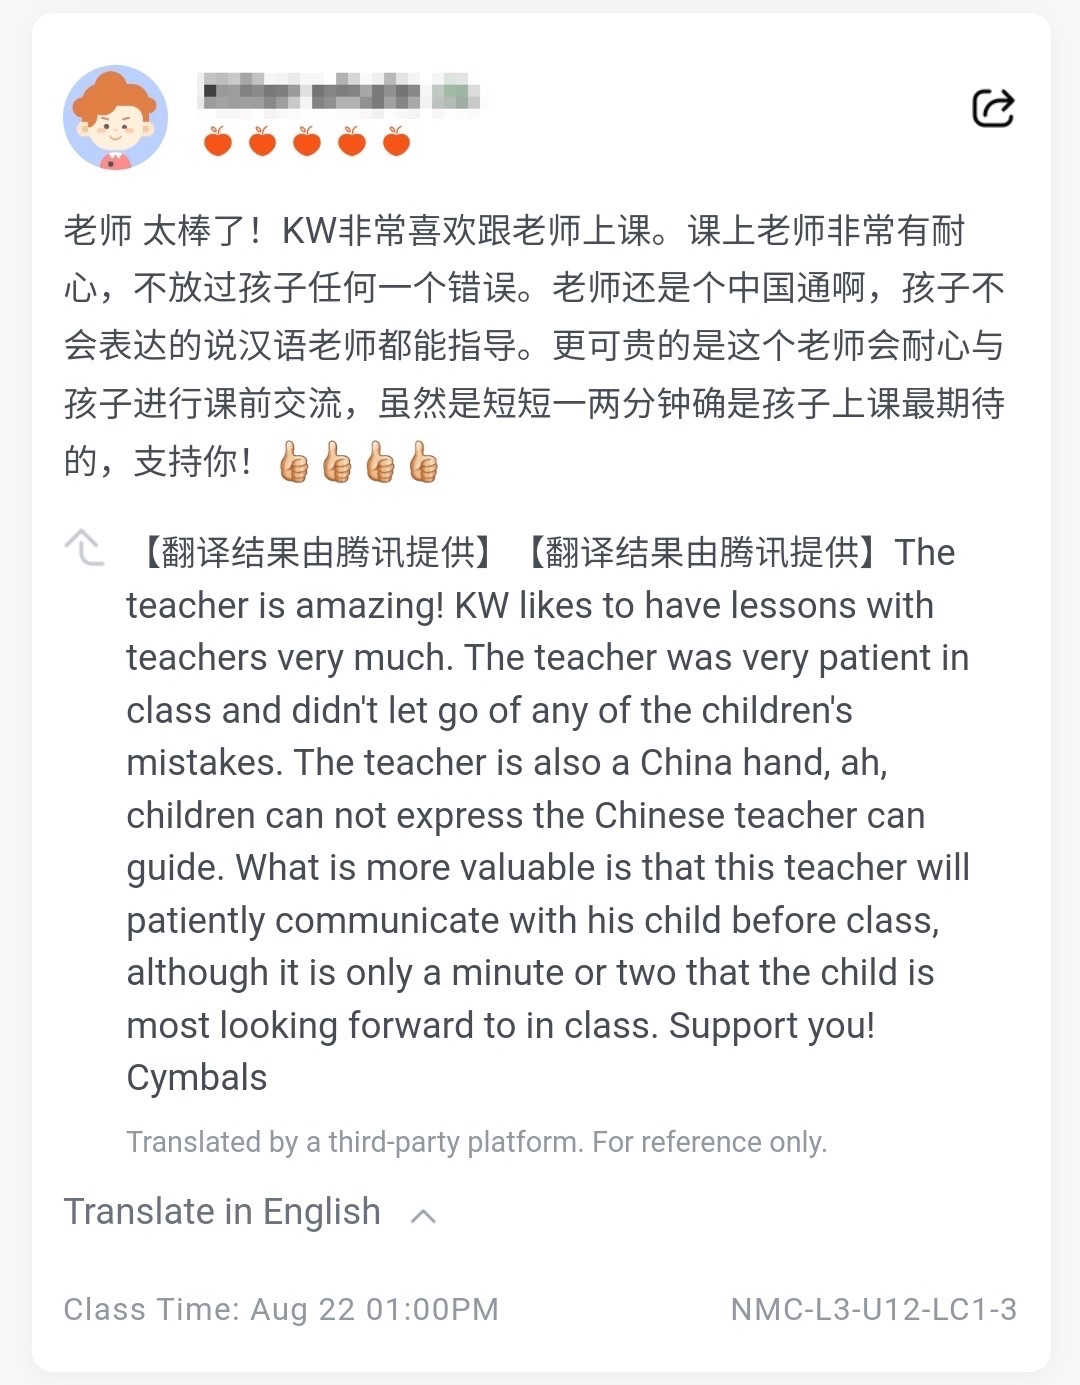 老师 太棒了！KW非常喜欢跟老师上课。课上老师非常有耐
心，不放过孩子任何一个错误。老师还是个中国通啊，孩子不
会表达的说汉语老师都能指导。更可贵的是这个老师会耐心与
孩子进行课前交流，虽然是短短一两分钟确是孩子上课最期待
的，支持你！👍🏼👍🏼👍🏼👍🏼
【翻译结果由腾讯提供】【翻译结果由腾讯提供】The
teacher is amazing! KW likes to have lessons with
teachers very much. The teacher was very patient in
class and didn't let go of any of the children's
mistakes. The teacher is also a China hand, ah,
children can not express the Chinese teacher can
guide. What is more valuable is that this teacher will
patiently communicate with his child before class,
although it is only a minute or two that the child is
most looking forward to in class. Support you!
Cymbals
Translated by a third-party platform. For reference only.
Translate in English
Class Time: Aug 22 01:00PM
NMC-L3-U12-LC1-3